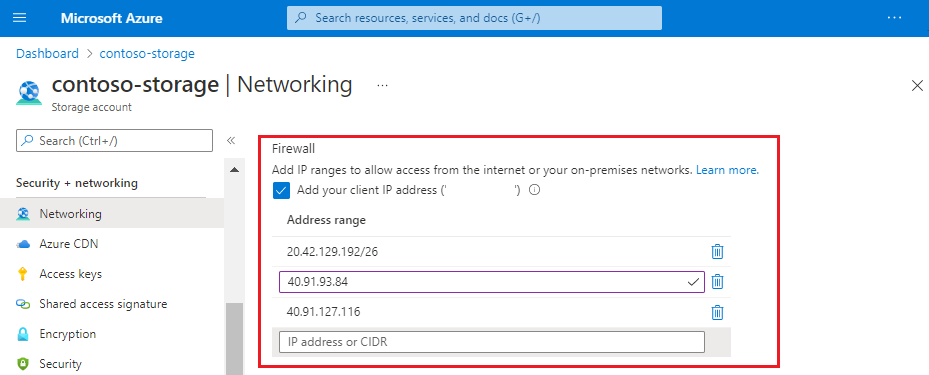 Microsoft Azure
Search resources, services, and docs (G+/)
Dashboard > contoso-storage
contoso-storage | Networking
Storage account
Search (Ctrl+/)
Security + networking
Networking
Azure CDN
Access keys
Shared access signature
Encryption
Security
Firewall
Add IP ranges to allow access from the internet or your on-premises networks. Learn more.
Add your client IP address (' ')
Address range
20.42.129.192/26
40.91.93.84
40.91.127.116
IP address or CIDR